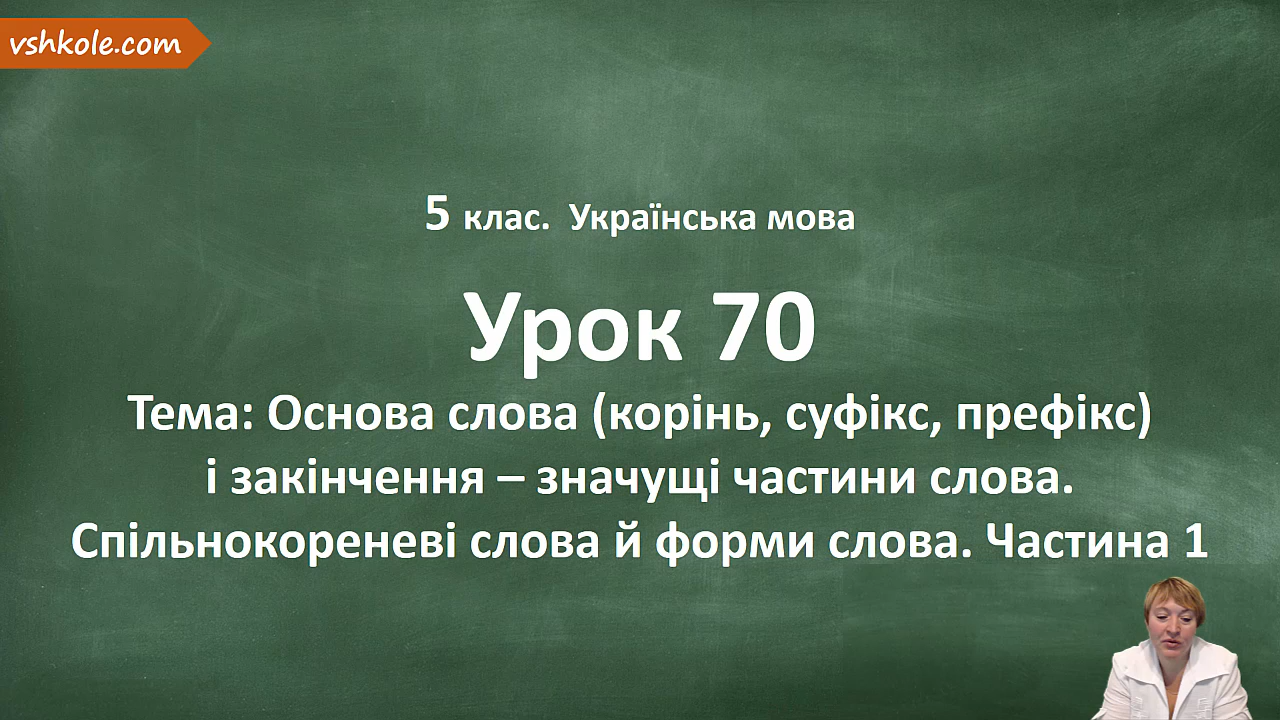 vshkole.com
5 клас. Українська мова
Урок 70
Тема: Основа слова (корінь, суфікс, префікс)
і закінчення – значущі частини слова.
Спільнокореневі слова й форми слова. Частина 1